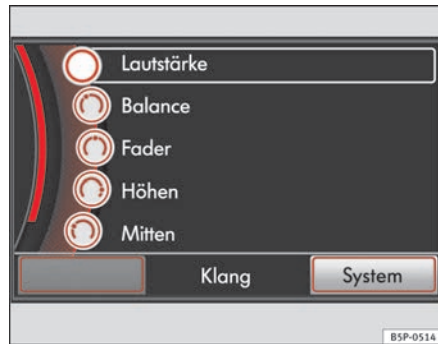 Lautstärke
Balance
Fader
Höhen
Mitten
Klang
System
B5P-0514